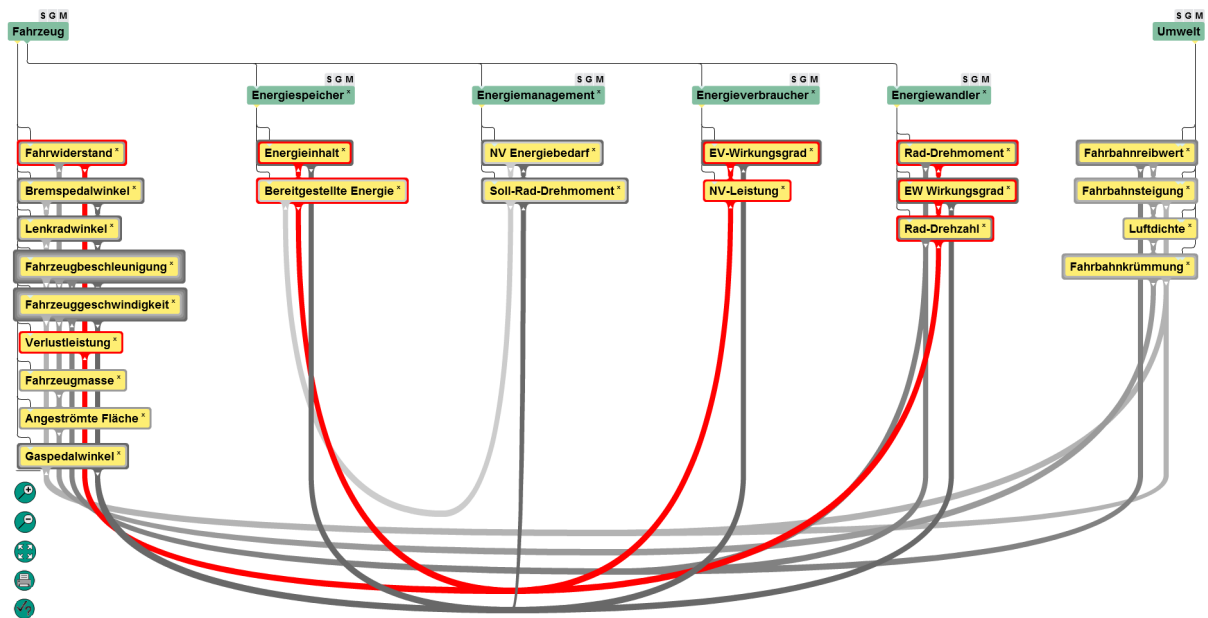 S G M
Fahrzeug
S G M
Umwelt
S G M
Energiespeicher x
S G M
Energiemanagement x
S G M
Energieverbraucher x
S G M
Energiewandler x
Fahrwiderstand x
Bremspedalwinkel x
Lenkradwinkel x
Fahrzeugbeschleunigung x
Fahrzeuggeschwindigkeit x
Verlustleistung x
Fahrzeugmasse x
Angeströmte Fläche x
Gaspedalwinkel x
Energieinhalt x
Bereitgestellte Energie x
NV Energiebedarf x
Soll-Rad-Drehmoment x
EV-Wirkungsgrad x
NV-Leistung x
Rad-Drehmoment x
EW Wirkungsgrad x
Rad-Drehzahl x
Fahrbahnreibwert x
Fahrbahnsteigung x
Luftdichte x
Fahrbahnkrümmung x